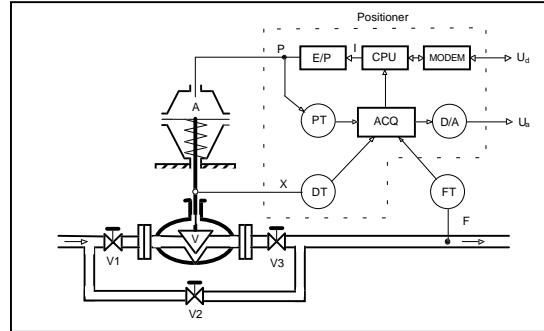 Positioner
P
E/P
I
CPU
MODEM
U_d
A
PT
ACQ
D/A
U_a
X
DT
FT
F
V
V1
V3
V2